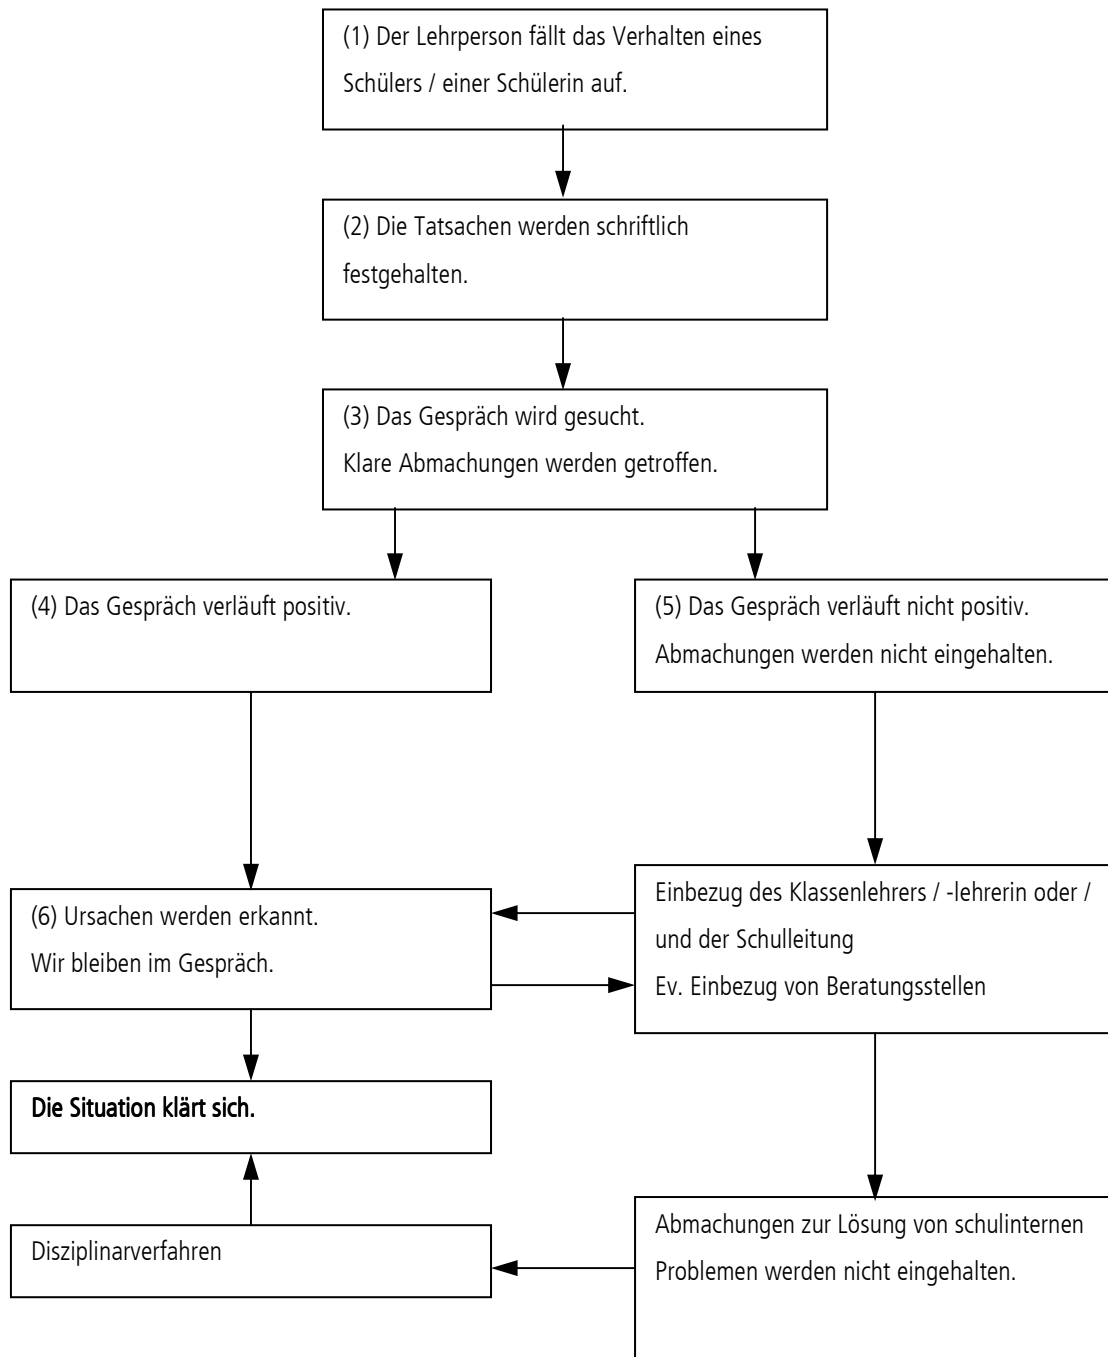 (1) Der Lehrperson fällt das Verhalten eines
Schülers / einer Schülerin auf.
(2) Die Tatsachen werden schriftlich
festgehalten.
(3) Das Gespräch wird gesucht.
Klare Abmachungen werden getroffen.
(4) Das Gespräch verläuft positiv.
(5) Das Gespräch verläuft nicht positiv.
Abmachungen werden nicht eingehalten.
(6) Ursachen werden erkannt.
Wir bleiben im Gespräch.
Einbezug des Klassenlehrers / -lehrerin oder /
und der Schulleitung
Ev. Einbezug von Beratungsstellen
Die Situation klärt sich.
Disziplinarverfahren
Abmachungen zur Lösung von schulinternen
Problemen werden nicht eingehalten.